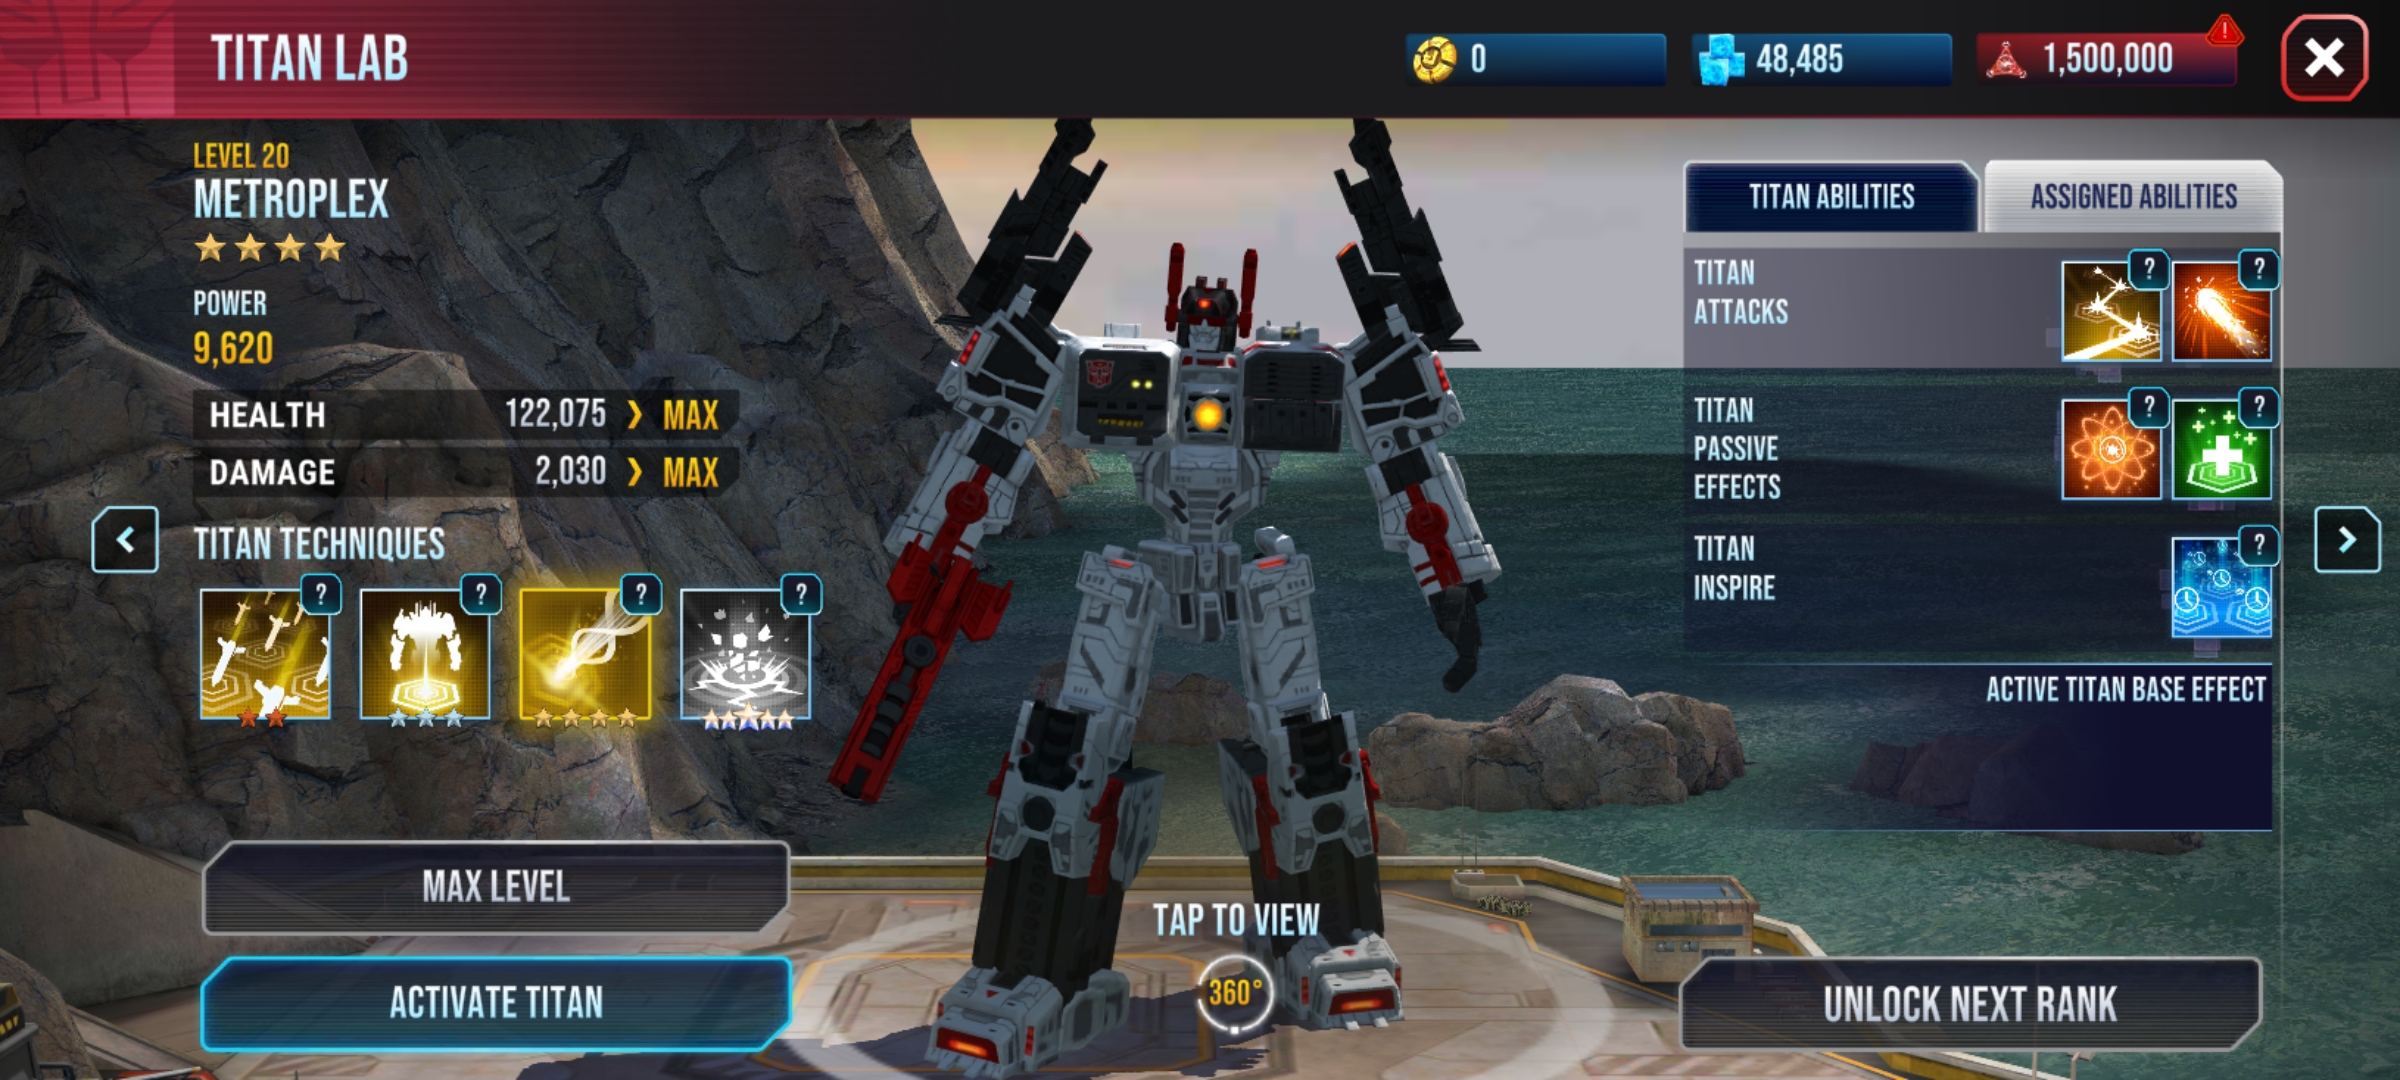 TITAN LAB
0
48,485
1,500,000
LEVEL 20
METROPLEX
POWER
9,620
HEALTH 122,075 > MAX
DAMAGE 2,030 > MAX
TITAN TECHNIQUES
? ? ? ?
MAX LEVEL
ACTIVATE TITAN
TAP TO VIEW
360°
TITAN ABILITIES
ASSIGNED ABILITIES
TITAN
ATTACKS
? ?
TITAN
PASSIVE
EFFECTS
? ?
TITAN
INSPIRE
?
ACTIVE TITAN BASE EFFECT
UNLOCK NEXT RANK